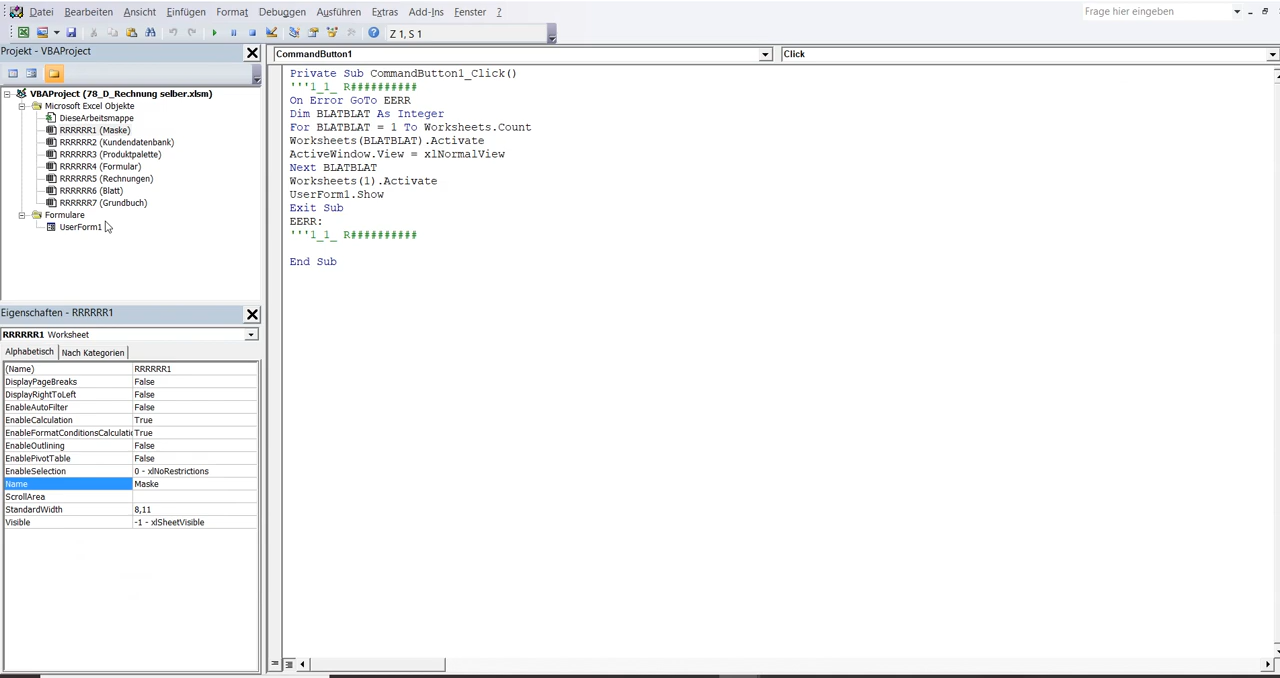 Datei Bearbeiten Ansicht Einfügen Format Debuggen Ausführen Extras Add-Ins Fenster ? Frage hier eingeben
Z 1, S 1
Projekt - VBAProject
VBAProject (78_D_Rechnung selber.xlsm)
Microsoft Excel Objekte
DieseArbeitsmappe
RRRRRR1 (Maske)
RRRRRR2 (Kundendatenbank)
RRRRRR3 (Produktpalette)
RRRRRR4 (Formular)
RRRRRR5 (Rechnungen)
RRRRRR6 (Blatt)
RRRRRR7 (Grundbuch)
Formulare
UserForm1
Eigenschaften - RRRRRR1
RRRRRR1 Worksheet
Alphabetisch Nach Kategorien
(Name) RRRRRR1
DisplayPageBreaks False
DisplayRightToLeft False
EnableAutoFilter False
EnableCalculation True
EnableFormatConditionsCalculati True
EnableOutlining False
EnablePivotTable False
EnableSelection 0 - xlNoRestrictions
Name Maske
ScrollArea
StandardWidth 8,11
Visible -1 - xlSheetVisible
CommandButton1 Click
Private Sub CommandButton1_Click()
'''1_1_ R##########
On Error GoTo EERR
Dim BLATBLAT As Integer
For BLATBLAT = 1 To Worksheets.Count
Worksheets(BLATBLAT).Activate
ActiveWindow.View = xlNormalView
Next BLATBLAT
Worksheets(1).Activate
UserForm1.Show
Exit Sub
EERR:
'''1_1_ R##########
End Sub